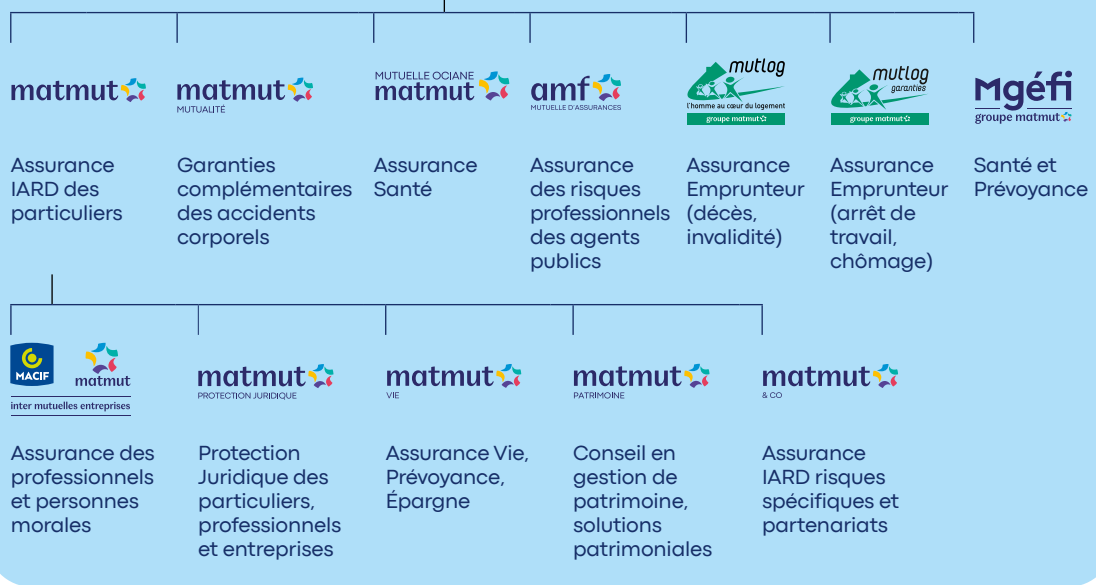 matmut
Assurance
IARD des
particuliers
matmut
MUTUALITÉ
Garanties
complémentaires
des accidents
corporels
MUTUELLE OCIANE
matmut
Assurance
Santé
amf
MUTUELLE D'ASSURANCES
Assurance
des risques
professionnels
des agents
publics
mutlog
l'homme au cœur du logement
groupe matmut
Assurance
Emprunteur
(décès,
invalidité)
mutlog
garanties
groupe matmut
Assurance
Emprunteur
(arrêt de
travail,
chômage)
Mgéfi
groupe matmut
Santé et
Prévoyance
MACIF
matmut
inter mutuelles entreprises
Assurance des
professionnels
et personnes
morales
matmut
PROTECTION JURIDIQUE
Protection
Juridique des
particuliers,
professionnels
et entreprises
matmut
VIE
Assurance Vie,
Prévoyance,
Épargne
matmut
PATRIMOINE
Conseil en
gestion de
patrimoine,
solutions
patrimoniales
matmut
& CO
Assurance
IARD risques
spécifiques et
partenariats